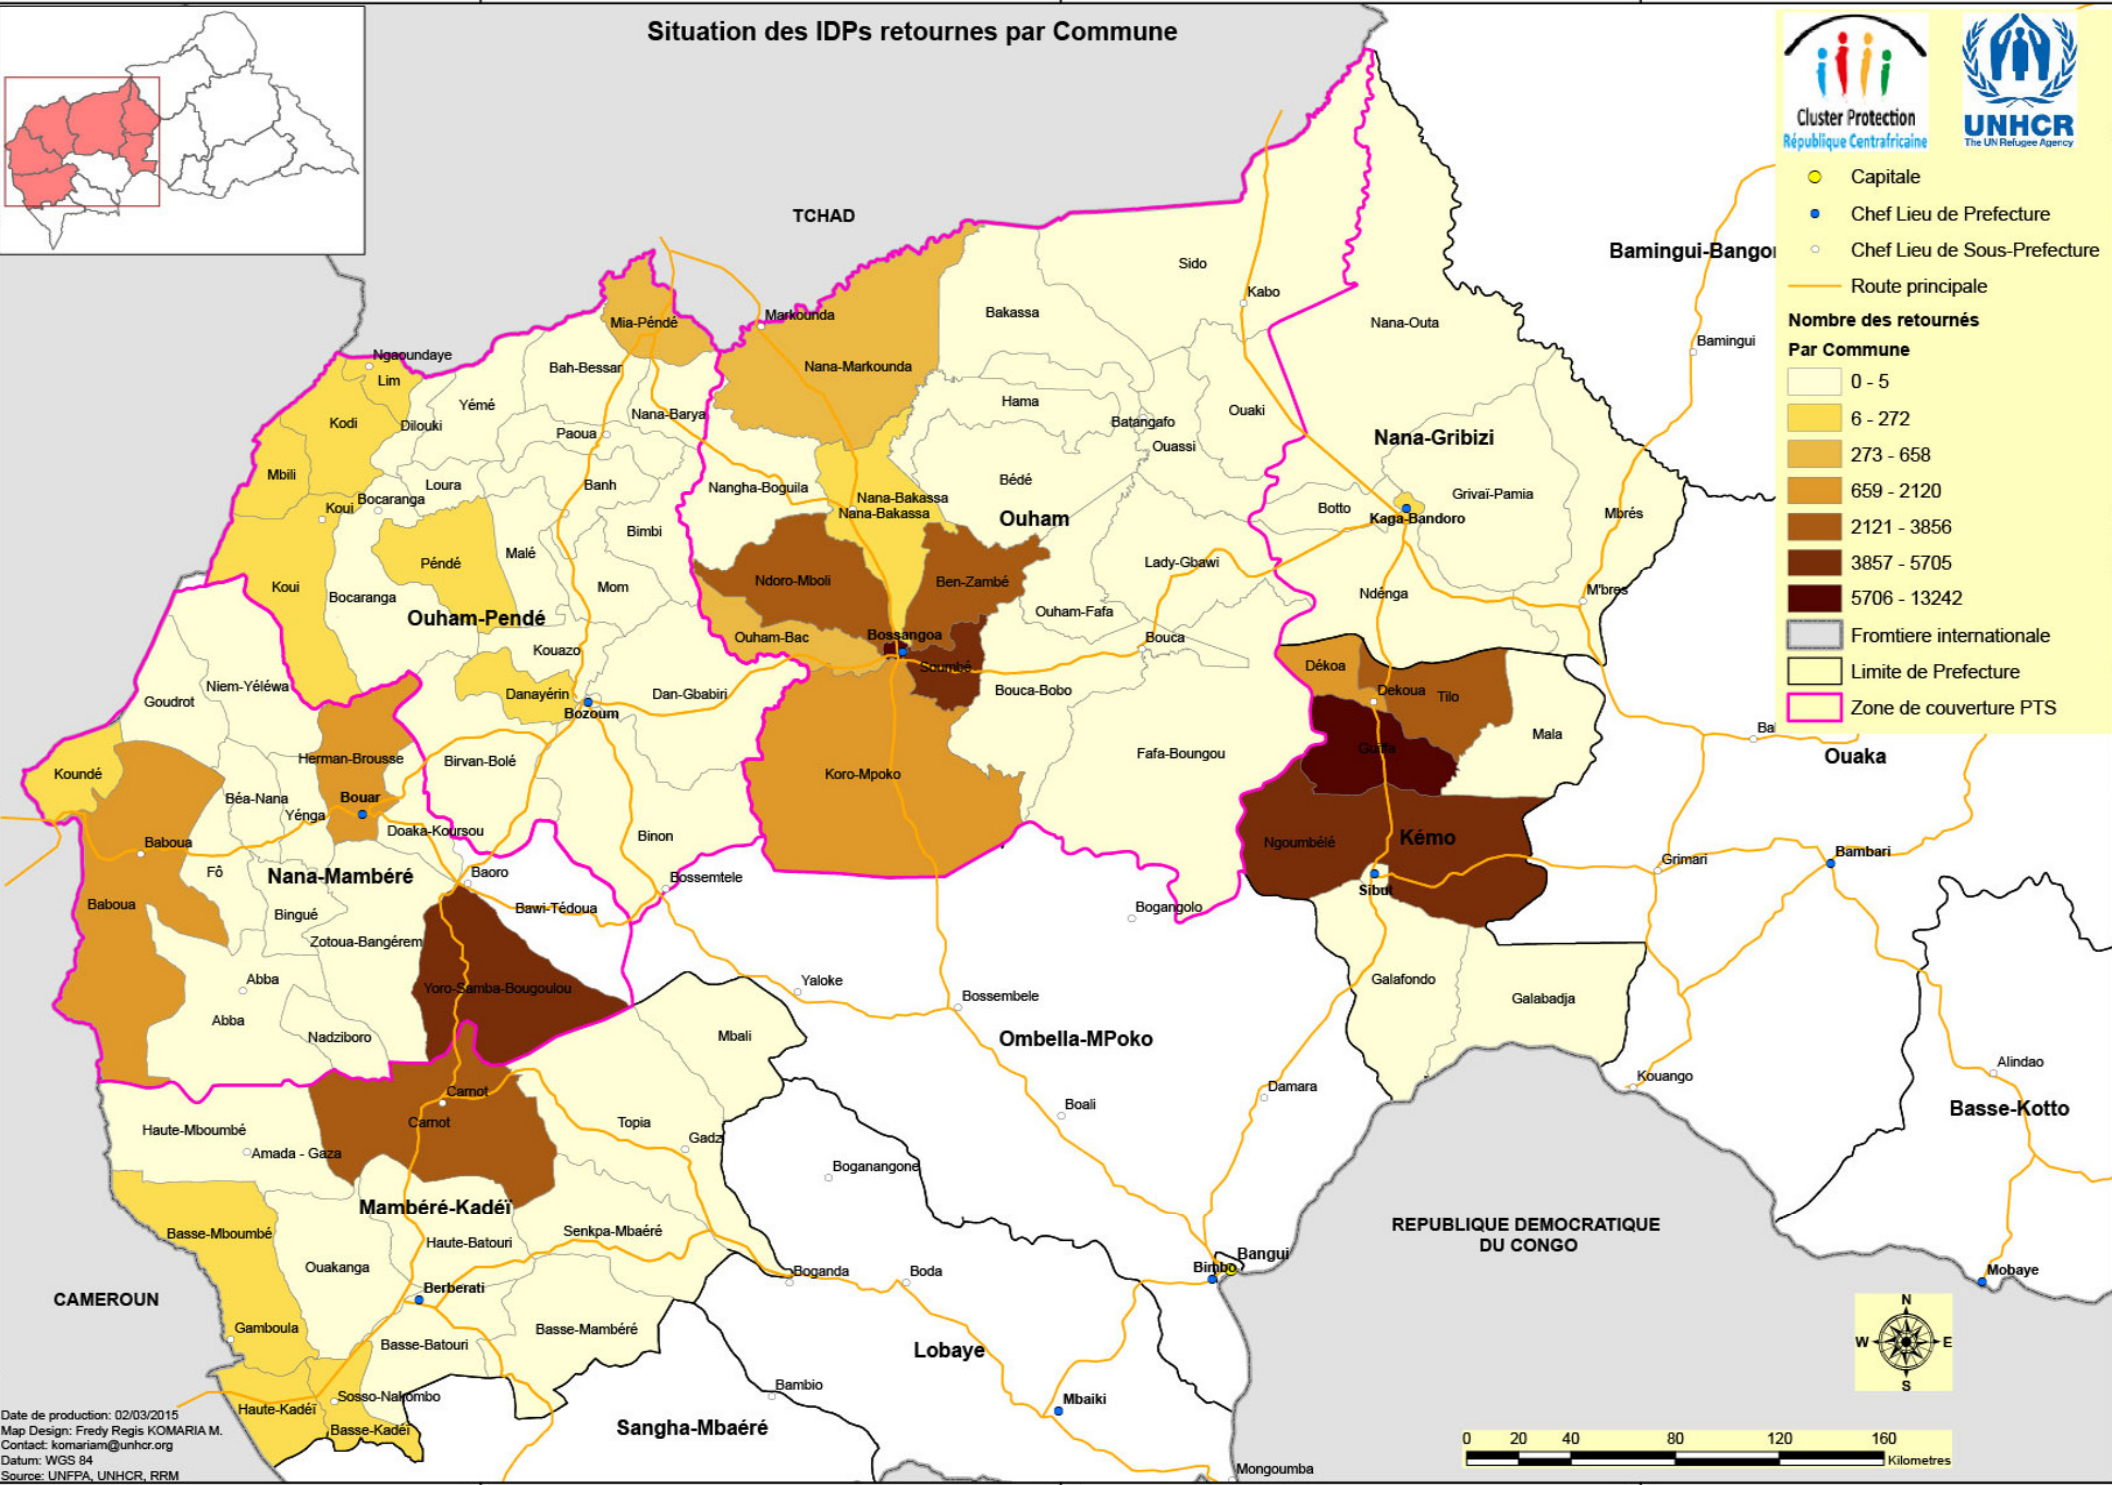 Situation des IDPs retournes par Commune
Cluster Protection
République Centrafricaine
UNHCR
The UN Refugee Agency
Capitale
Chef Lieu de Prefecture
Chef Lieu de Sous-Prefecture
Route principale
Nombre des retournés
Par Commune
0 - 5
6 - 272
273 - 658
659 - 2120
2121 - 3856
3857 - 5705
5706 - 13242
Fromtiere internationale
Limite de Prefecture
Zone de couverture PTS
TCHAD
Bamingui-Bangor
Sido
Kabo
Bakassa
Markounda
Mia-Péndé
Nana-Outa
Bamingui
Ngaoundaye
Lim
Bah-Bessar
Nana-Markounda
Yémé
Hama
Ouaki
Kodi
Dilouki
Nana-Barya
Batangafo
Paoua
Ouassi
Nana-Gribizi
Mbili
Loura
Banh
Nangha-Boguila
Bédé
Bocaranga
Koui
Nana-Bakassa
Nana-Bakassa
Grivaï-Pamia
Botto
Kaga-Bandoro
Mbrés
Ouham
Bimbi
Péndé
Malé
Lady-Gbawi
Koui
Bocaranga
Mom
Ndoro-Mboli
Ben-Zambé
Ndénga
M'bres
Ouham-Fafa
Ouham-Pendé
Ouham-Bac
Bossangoa
Bouca
Kouazo
Soumbé
Dékoa
Niem-Yéléwa
Goudrot
Danayérin
Dan-Gbabiri
Bouca-Bobo
Dekoua
Tilo
Bozoum
Mala
Bal
Ouaka
Herman-Brousse
Birvan-Bolé
Fafa-Boungou
Koundé
Koro-Mpoko
Béa-Nana
Bouar
Yénga
Doaka-Koursou
Binon
Ngoumbélé
Kémo
Baboua
Grimari
Bambari
Fô
Nana-Mambéré
Baoro
Bossemtele
Sibut
Baboua
Bingué
Bawi-Tédoua
Bogangolo
Zotoua-Bangérem
Abba
Yaloke
Yoro-Samba-Bougoulou
Bossembele
Galafondo
Galabadja
Abba
Nadziboro
Mbali
Ombella-MPoko
Alindao
Kouango
Carnot
Damara
Boali
Basse-Kotto
Carnot
Topia
Haute-Mboumbé
Gadz
Amada - Gaza
Boganangone
Mambéré-Kadéï
Basse-Mboumbé
Senkpa-Mbaéré
Haute-Batouri
REPUBLIQUE DEMOCRATIQUE
DU CONGO
Ouakanga
Bangui
Bimbo
Boganda
Boda
Mobaye
Berberati
CAMEROUN
Gamboula
Basse-Mambéré
Basse-Batouri
Lobaye
Bambio
Mbaiki
Sosso-Nakombo
Haute-Kadéï
Basse-Kadéï
Sangha-Mbaéré
Mongoumba
N
W
E
S
0 20 40 80 120 160
Kilometres
Date de production: 02/03/2015
Map Design: Fredy Regis KOMARIA M.
Contact: komariam@unhcr.org
Datum: WGS 84
Source: UNFPA, UNHCR, RRM